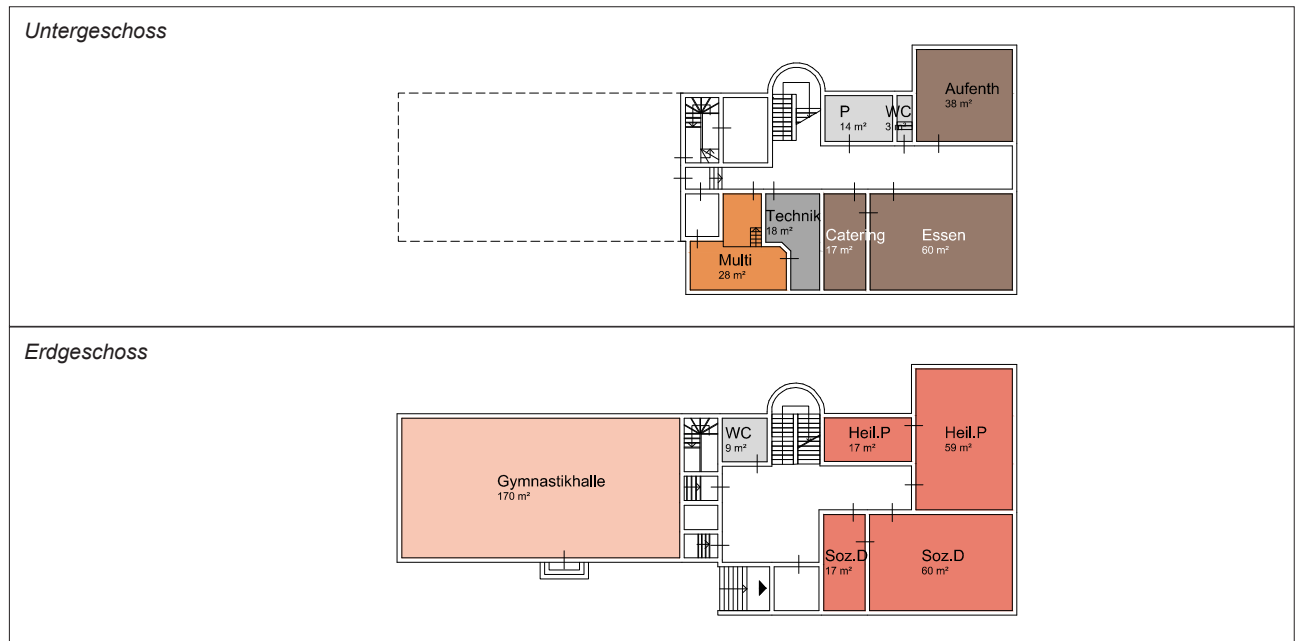 Untergeschoss
Aufenth
38 m²
P
14 m²
WC
3 m²
Technik
18 m²
Catering
17 m²
Essen
60 m²
Multi
28 m²
Erdgeschoss
WC
9 m²
Heil.P
17 m²
Heil.P
59 m²
Gymnastikhalle
170 m²
Soz.D
17 m²
Soz.D
60 m²